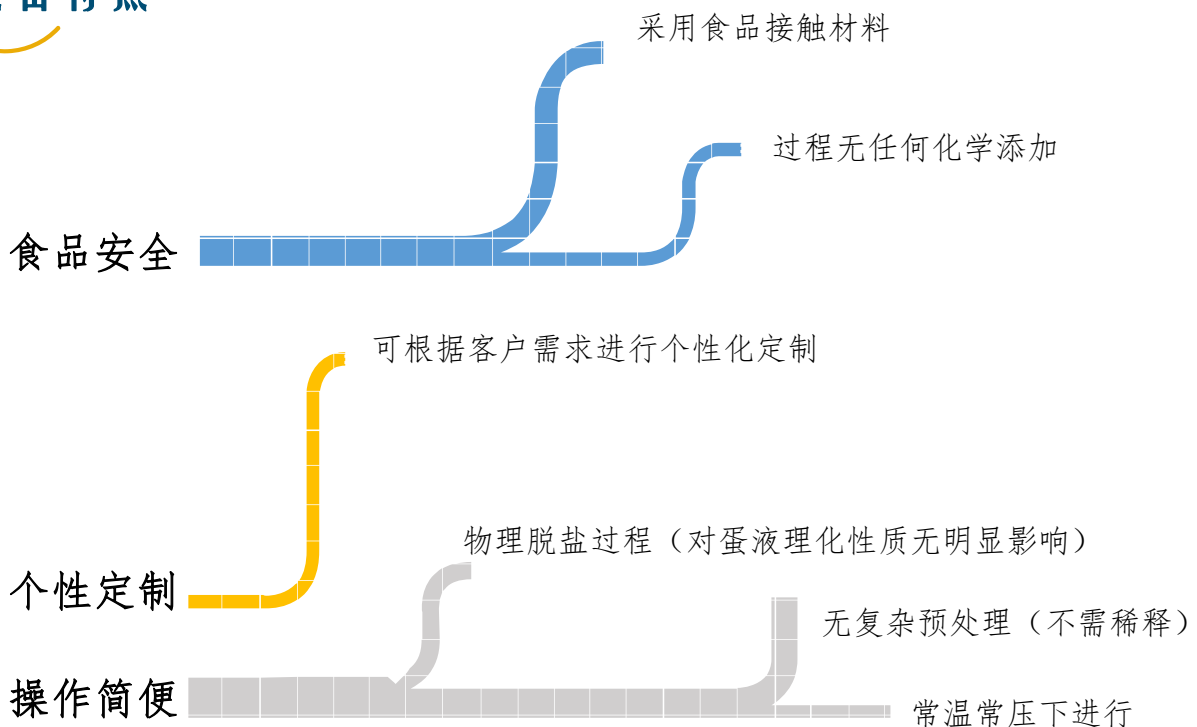 采用食品接触材料
过程无任何化学添加
食品安全
可根据客户需求进行个性化定制
物理脱盐过程（对蛋液理化性质无明显影响）
个性定制
无复杂预处理（不需稀释）
操作简便
常温常压下进行